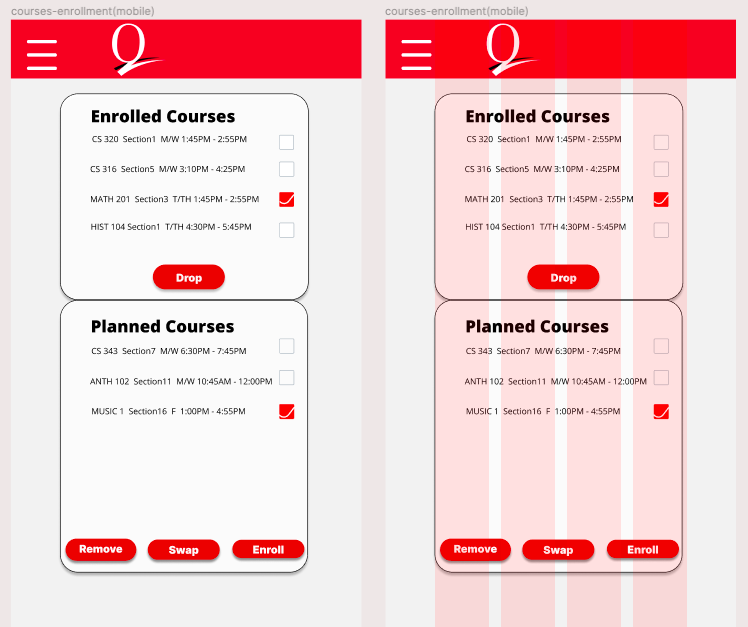 courses-enrollment(mobile)
Q
Enrolled Courses
CS 320 Section1 M/W 1:45PM - 2:55PM
CS 316 Section5 M/W 3:10PM - 4:25PM
MATH 201 Section3 T/TH 1:45PM - 2:55PM
HIST 104 Section1 T/TH 4:30PM - 5:45PM
Drop
Planned Courses
CS 343 Section7 M/W 6:30PM - 7:45PM
ANTH 102 Section11 M/W 10:45AM - 12:00PM
MUSIC 1 Section16 F 1:00PM - 4:55PM
Remove Swap Enroll
courses-enrollment(mobile)
Q
Enrolled Courses
CS 320 Section1 M/W 1:45PM - 2:55PM
CS 316 Section5 M/W 3:10PM - 4:25PM
MATH 201 Section3 T/TH 1:45PM - 2:55PM
HIST 104 Section1 T/TH 4:30PM - 5:45PM
Drop
Planned Courses
CS 343 Section7 M/W 6:30PM - 7:45PM
ANTH 102 Section11 M/W 10:45AM - 12:00PM
MUSIC 1 Section16 F 1:00PM - 4:55PM
Remove Swap Enroll